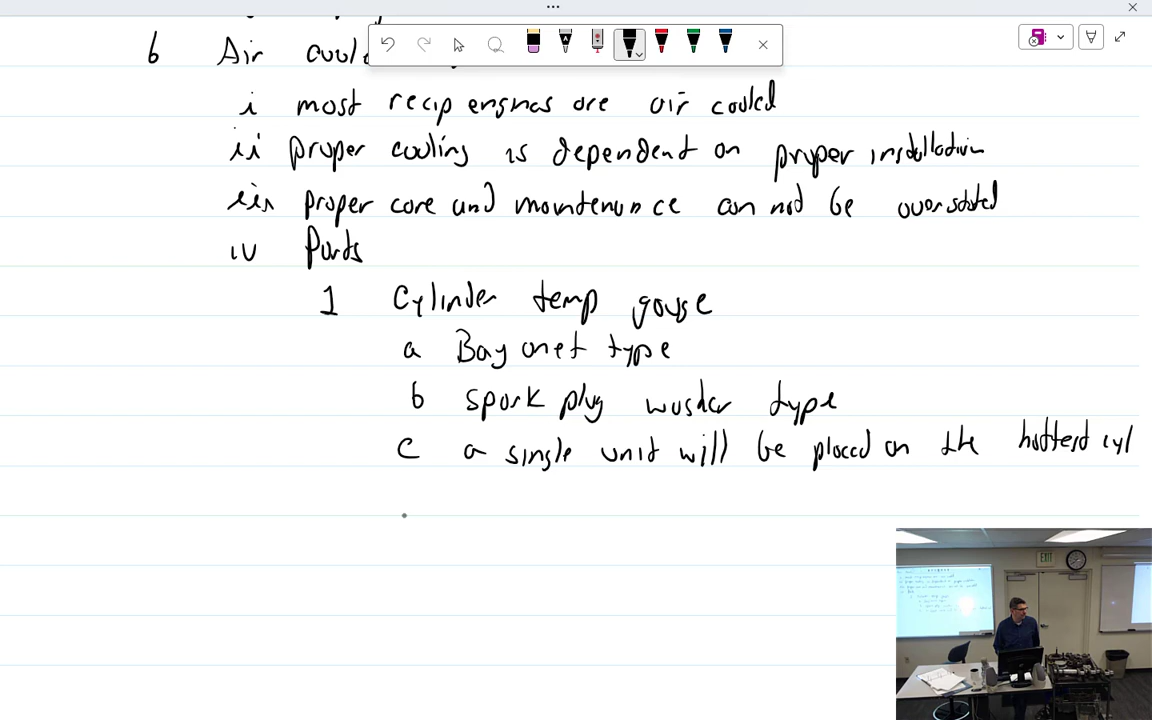 b Air
i most recip engines are air cooled
ii proper cooling is dependent on proper installation
iii proper care and maintenance can not be overstated
iv Parts
1 Cylinder temp gauge
a Bayonet type
b spark plug washer type
c a single unit will be placed on the hottest cyl
EXIT